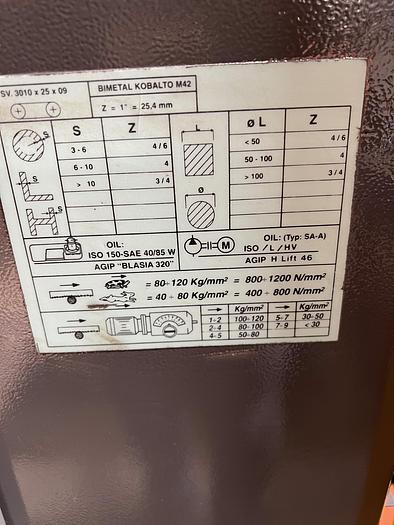 SV. 3010 x 25 x 09
BIMETAL KOBALTO M42
Z = 1" = 25,4 mm
S Z L ø L Z
S 3-6 4/6 < 50 4/6
S 6-10 4 50-100 4
S > 10 3/4 ø > 100 3/4
OIL:
ISO 150-SAE 40/85 W
AGIP "BLASIA 320"
M
OIL: (Typ: SA-A)
ISO /L/HV
AGIP H Lift 46
= 80÷120 Kg/mm² = 800÷1200 N/mm²
= 40÷80 Kg/mm² = 400÷800 N/mm²
Kg/mm² Kg/mm²
1-2 100-120 5-7 30-50
2-4 80-100 7-9 < 30
4-5 50-80